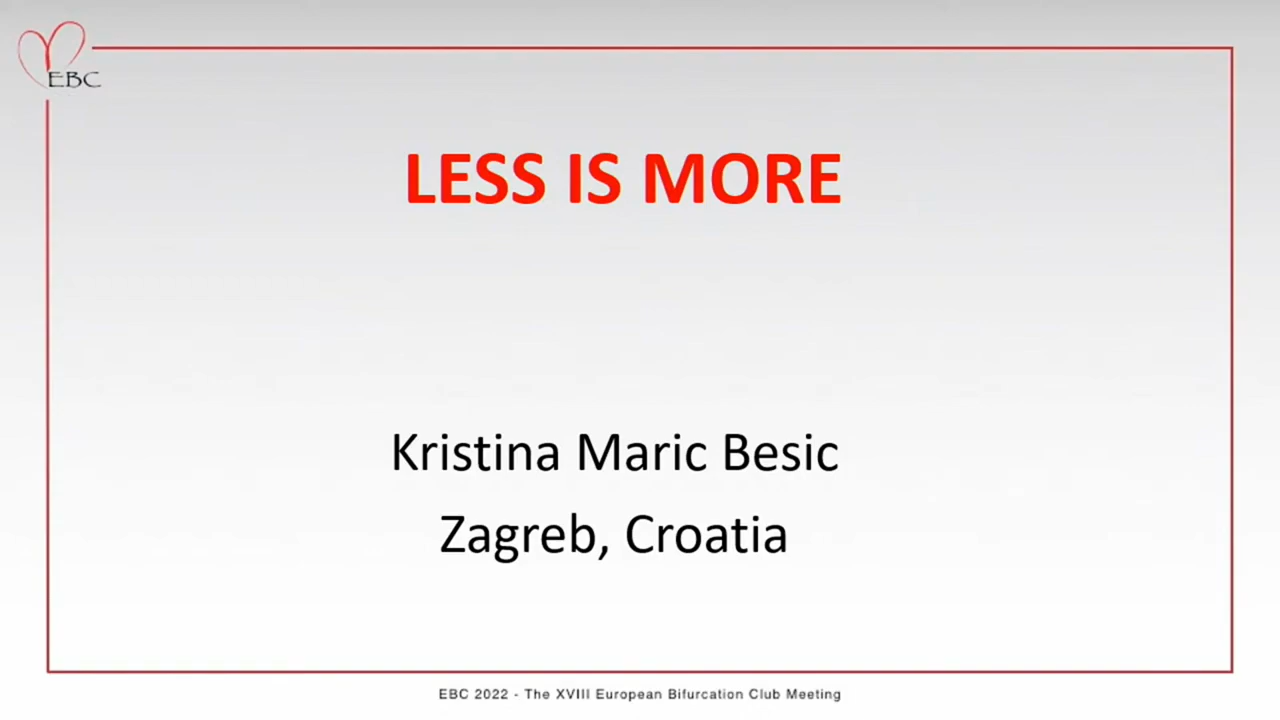 EBC
LESS IS MORE
Kristina Maric Besic
Zagreb, Croatia
EBC 2022 - The XVIII European Bifurcation Club Meeting